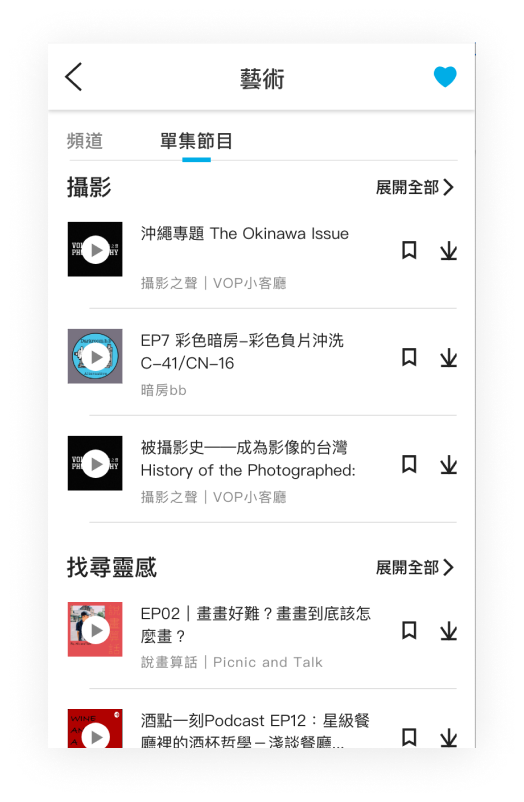 藝術
頻道
單集節目
攝影
展開全部
沖繩專題 The Okinawa Issue
攝影之聲｜VOP小客廳
EP7 彩色暗房–彩色負片沖洗
C–41/CN–16
暗房bb
被攝影史——成為影像的台灣
History of the Photographed:
攝影之聲｜VOP小客廳
找尋靈感
展開全部
EP02｜畫畫好難？畫畫到底該怎
麼畫？
說畫算話｜Picnic and Talk
WINE
酒點一刻Podcast EP12：星級餐
廳裡的酒杯哲學－淺談餐廳...